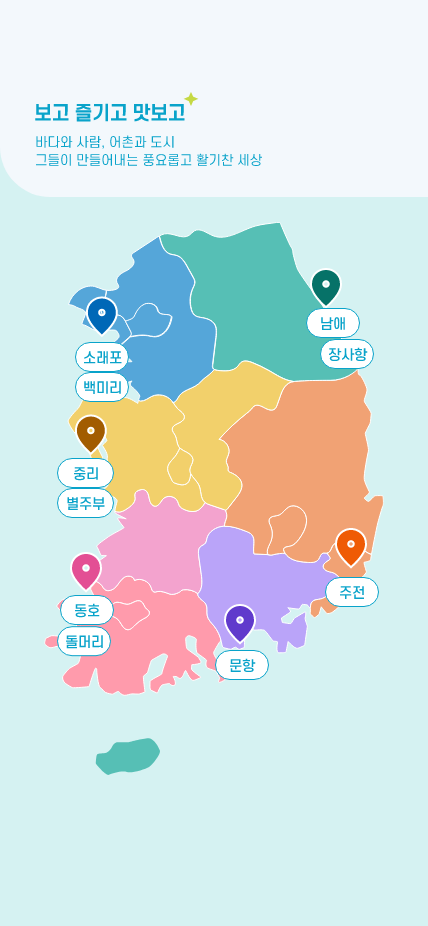 보고 즐기고 맛보고
바다와 사람, 어촌과 도시
그들이 만들어내는 풍요롭고 활기찬 세상
남애
장사항
소래포
백미리
중리
별주부
주전
동호
돌머리
문항